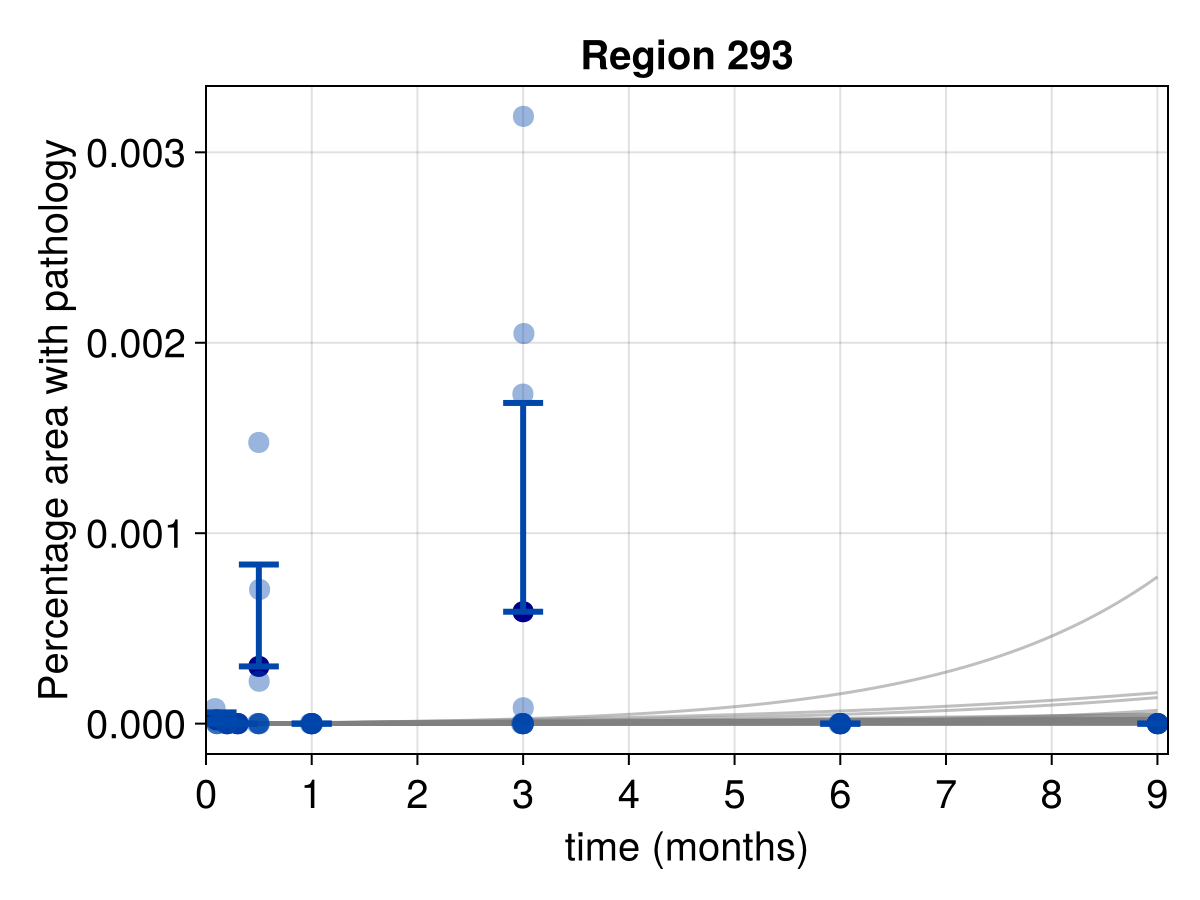 Region 293
Percentage area with pathology
0.003
0.002
0.001
0.000
0 1 2 3 4 5 6 7 8 9
time (months)